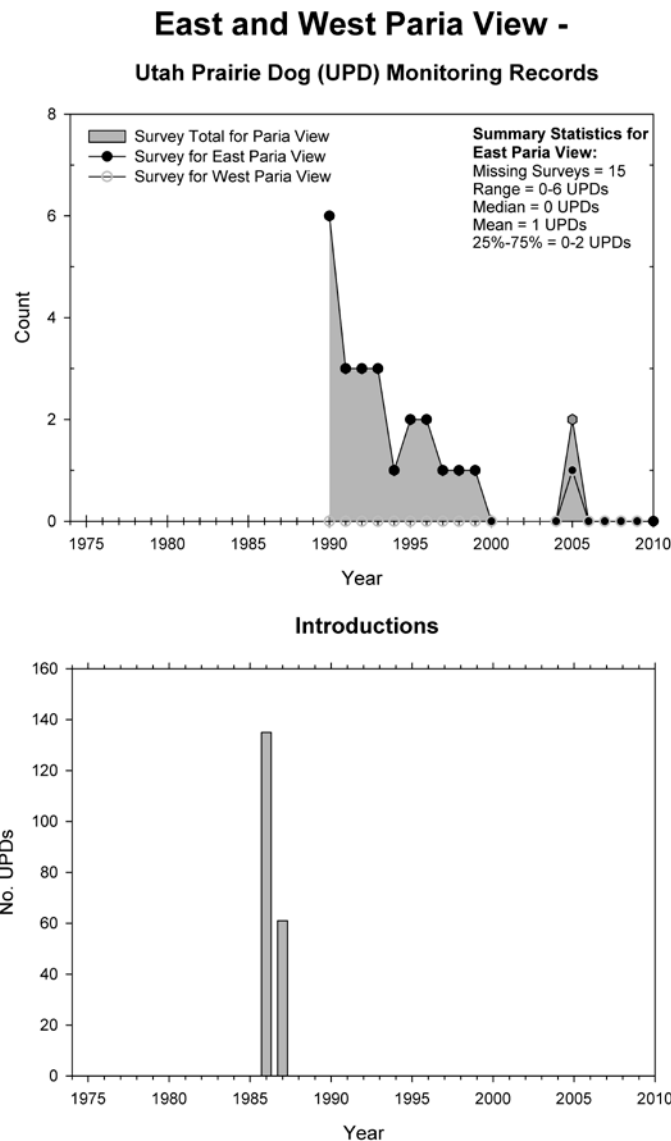 East and West Paria View -
Utah Prairie Dog (UPD) Monitoring Records
8
6
4
2
0
Count
Survey Total for Paria View
Survey for East Paria View
Survey for West Paria View
Summary Statistics for
East Paria View:
Missing Surveys = 15
Range = 0-6 UPDs
Median = 0 UPDs
Mean = 1 UPDs
25%-75% = 0-2 UPDs
1975 1980 1985 1990 1995 2000 2005 2010
Year
Introductions
160
140
120
100
80
60
40
20
0
No. UPDs
1975 1980 1985 1990 1995 2000 2005 2010
Year